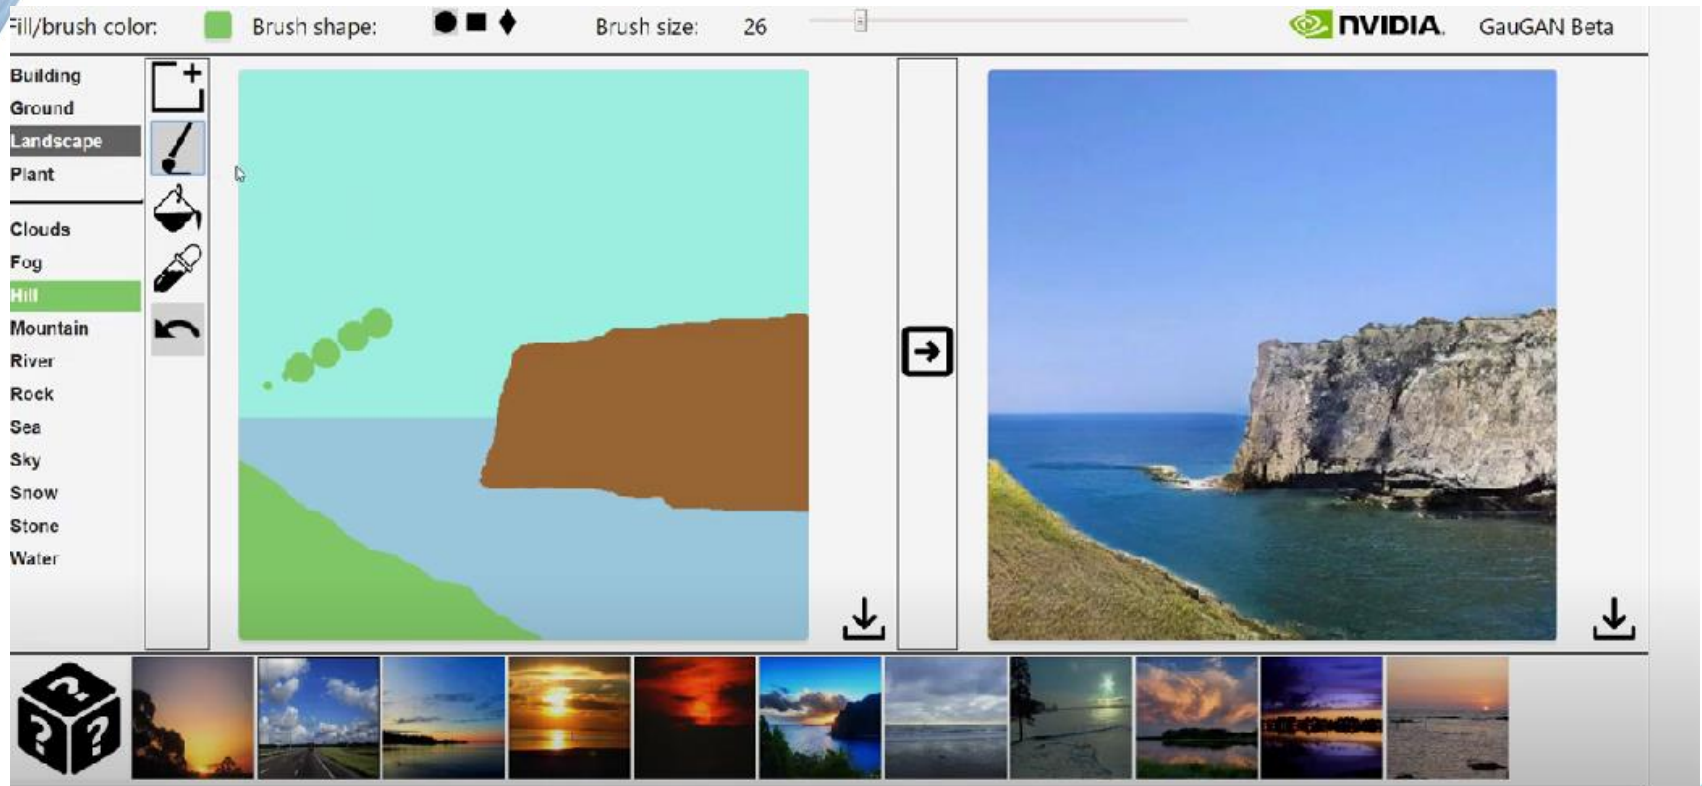 Fill/brush color: Brush shape: Brush size: 26 NVIDIA. GauGAN Beta
Building
Ground
Landscape
Plant
Clouds
Fog
Hill
Mountain
River
Rock
Sea
Sky
Snow
Stone
Water
? ? ?